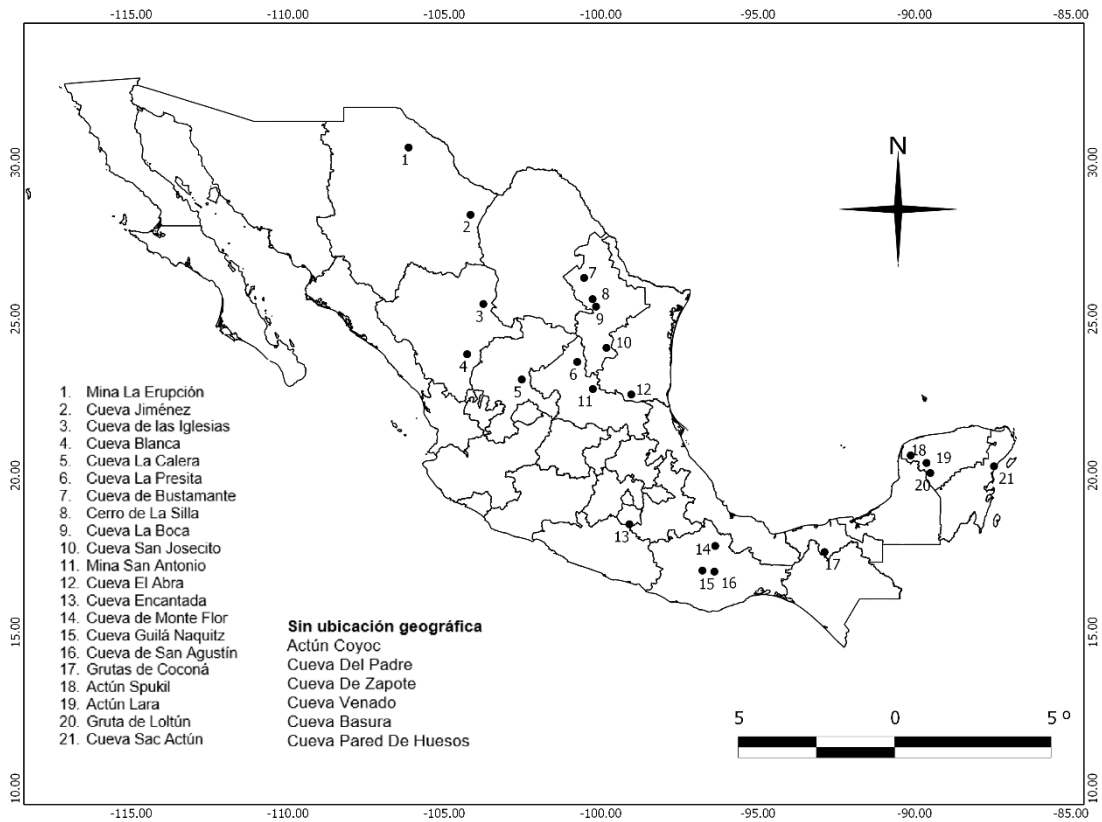 -115.00 -105.00 -100.00 -95.00 -90.00 -85.00
30.00 30.00
25.00 25.00
20.00 20.00
15.00 15.00
10.00 10.00
N
1
2
3
4
5
6
7
8
9
10
11
12
13
14
15
16
17
18
19
20
21
1. Mina La Erupción
2. Cueva Jiménez
3. Cueva de las Iglesias
4. Cueva Blanca
5. Cueva La Calera
6. Cueva La Presita
7. Cueva de Bustamante
8. Cerro de La Silla
9. Cueva La Boca
10. Cueva San Josecito
11. Mina San Antonio
12. Cueva El Abra
13. Cueva Encantada
14. Cueva de Monte Flor
15. Cueva Guilá Naquitz
16. Cueva de San Agustín
17. Grutas de Coconá
18. Actún Spukil
19. Actún Lara
20. Gruta de Loltún
21. Cueva Sac Actún
Sin ubicación geográfica
Actún Coyoc
Cueva Del Padre
Cueva De Zapote
Cueva Venado
Cueva Basura
Cueva Pared De Huesos
5 0 5 º
-115.00 -110.00 -105.00 -100.00 -95.00 -90.00 -85.00